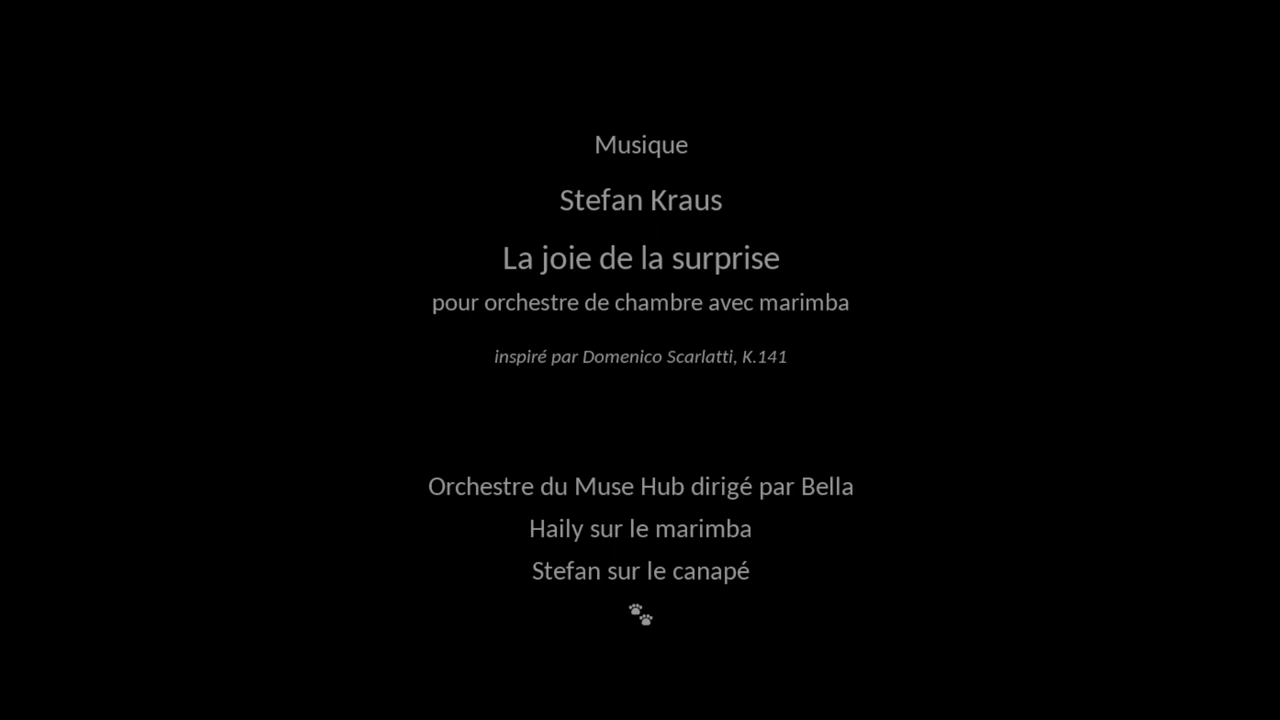 Musique
Stefan Kraus
La joie de la surprise
pour orchestre de chambre avec marimba
inspiré par Domenico Scarlatti, K.141
Orchestre du Muse Hub dirigé par Bella
Haily sur le marimba
Stefan sur le canapé
🐾